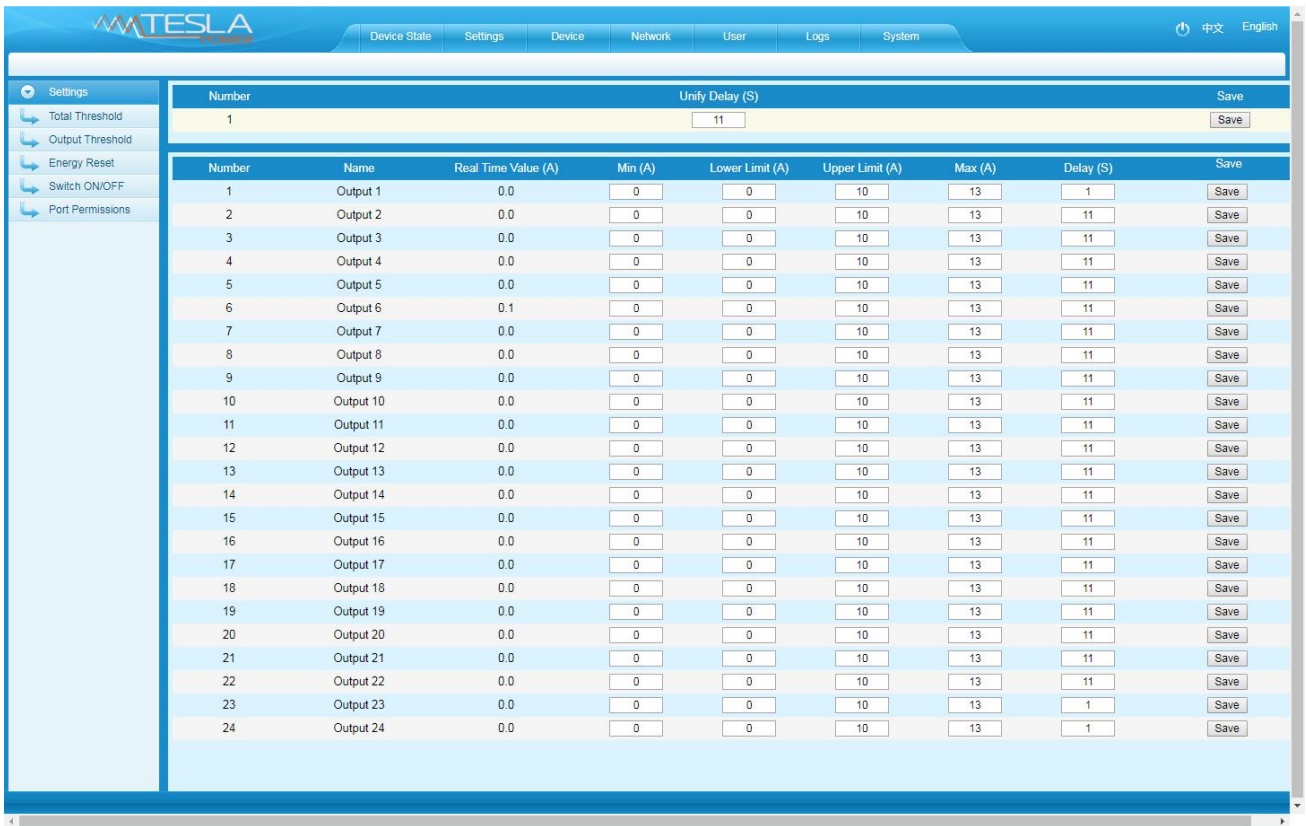 TESLA
POWER
Device State Settings Device Network User Logs System
中文 English
Settings
Total Threshold
Output Threshold
Energy Reset
Switch ON/OFF
Port Permissions
Number Unify Delay (S) Save
1 11 Save
Number Name Real Time Value (A) Min (A) Lower Limit (A) Upper Limit (A) Max (A) Delay (S) Save
1 Output 1 0.0 0 0 10 13 1 Save
2 Output 2 0.0 0 0 10 13 11 Save
3 Output 3 0.0 0 0 10 13 11 Save
4 Output 4 0.0 0 0 10 13 11 Save
5 Output 5 0.0 0 0 10 13 11 Save
6 Output 6 0.1 0 0 10 13 11 Save
7 Output 7 0.0 0 0 10 13 11 Save
8 Output 8 0.0 0 0 10 13 11 Save
9 Output 9 0.0 0 0 10 13 11 Save
10 Output 10 0.0 0 0 10 13 11 Save
11 Output 11 0.0 0 0 10 13 11 Save
12 Output 12 0.0 0 0 10 13 11 Save
13 Output 13 0.0 0 0 10 13 11 Save
14 Output 14 0.0 0 0 10 13 11 Save
15 Output 15 0.0 0 0 10 13 11 Save
16 Output 16 0.0 0 0 10 13 11 Save
17 Output 17 0.0 0 0 10 13 11 Save
18 Output 18 0.0 0 0 10 13 11 Save
19 Output 19 0.0 0 0 10 13 11 Save
20 Output 20 0.0 0 0 10 13 11 Save
21 Output 21 0.0 0 0 10 13 11 Save
22 Output 22 0.0 0 0 10 13 11 Save
23 Output 23 0.0 0 0 10 13 1 Save
24 Output 24 0.0 0 0 10 13 1 Save